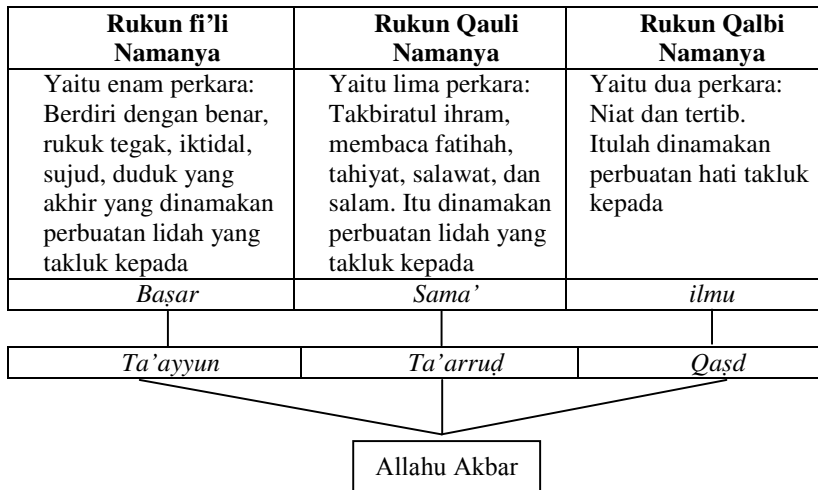 Rukun fi’li
Namanya
Rukun Qauli
Namanya
Rukun Qalbi
Namanya
Yaitu enam perkara:
Berdiri dengan benar,
rukuk tegak, iktidal,
sujud, duduk yang
akhir yang dinamakan
perbuatan lidah yang
takluk kepada
Yaitu lima perkara:
Takbiratul ihram,
membaca fatihah,
tahiyat, salawat, dan
salam. Itu dinamakan
perbuatan lidah yang
takluk kepada
Yaitu dua perkara:
Niat dan tertib.
Itulah dinamakan
perbuatan hati takluk
kepada
Baṣar
Sama’
ilmu
Ta’ayyun
Ta’arruḍ
Qaṣd
Allahu Akbar